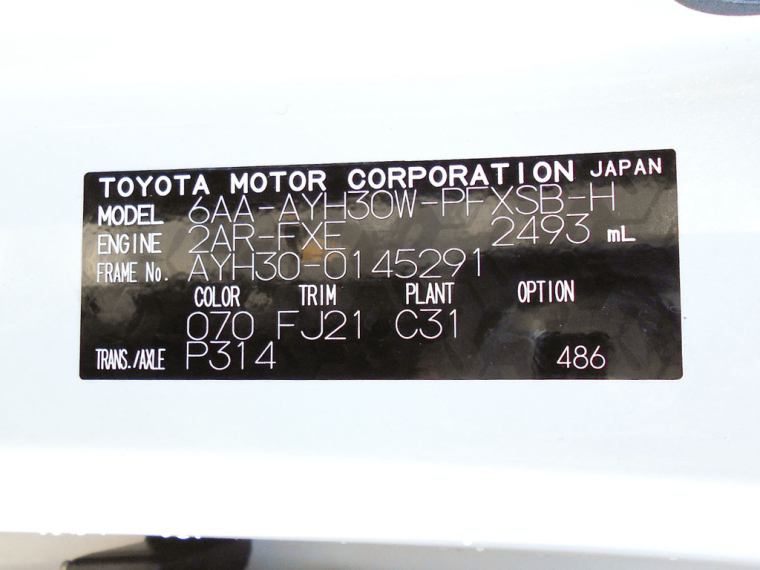 TOYOTA MOTOR CORPORATION JAPAN
MODEL 6AA-AYH30W-PFXSB-H
ENGINE 2AR-FXE 2493 mL
FRAME No. AYH30-0145291
COLOR TRIM PLANT OPTION
070 FJ21 C31
TRANS./AXLE P314 486